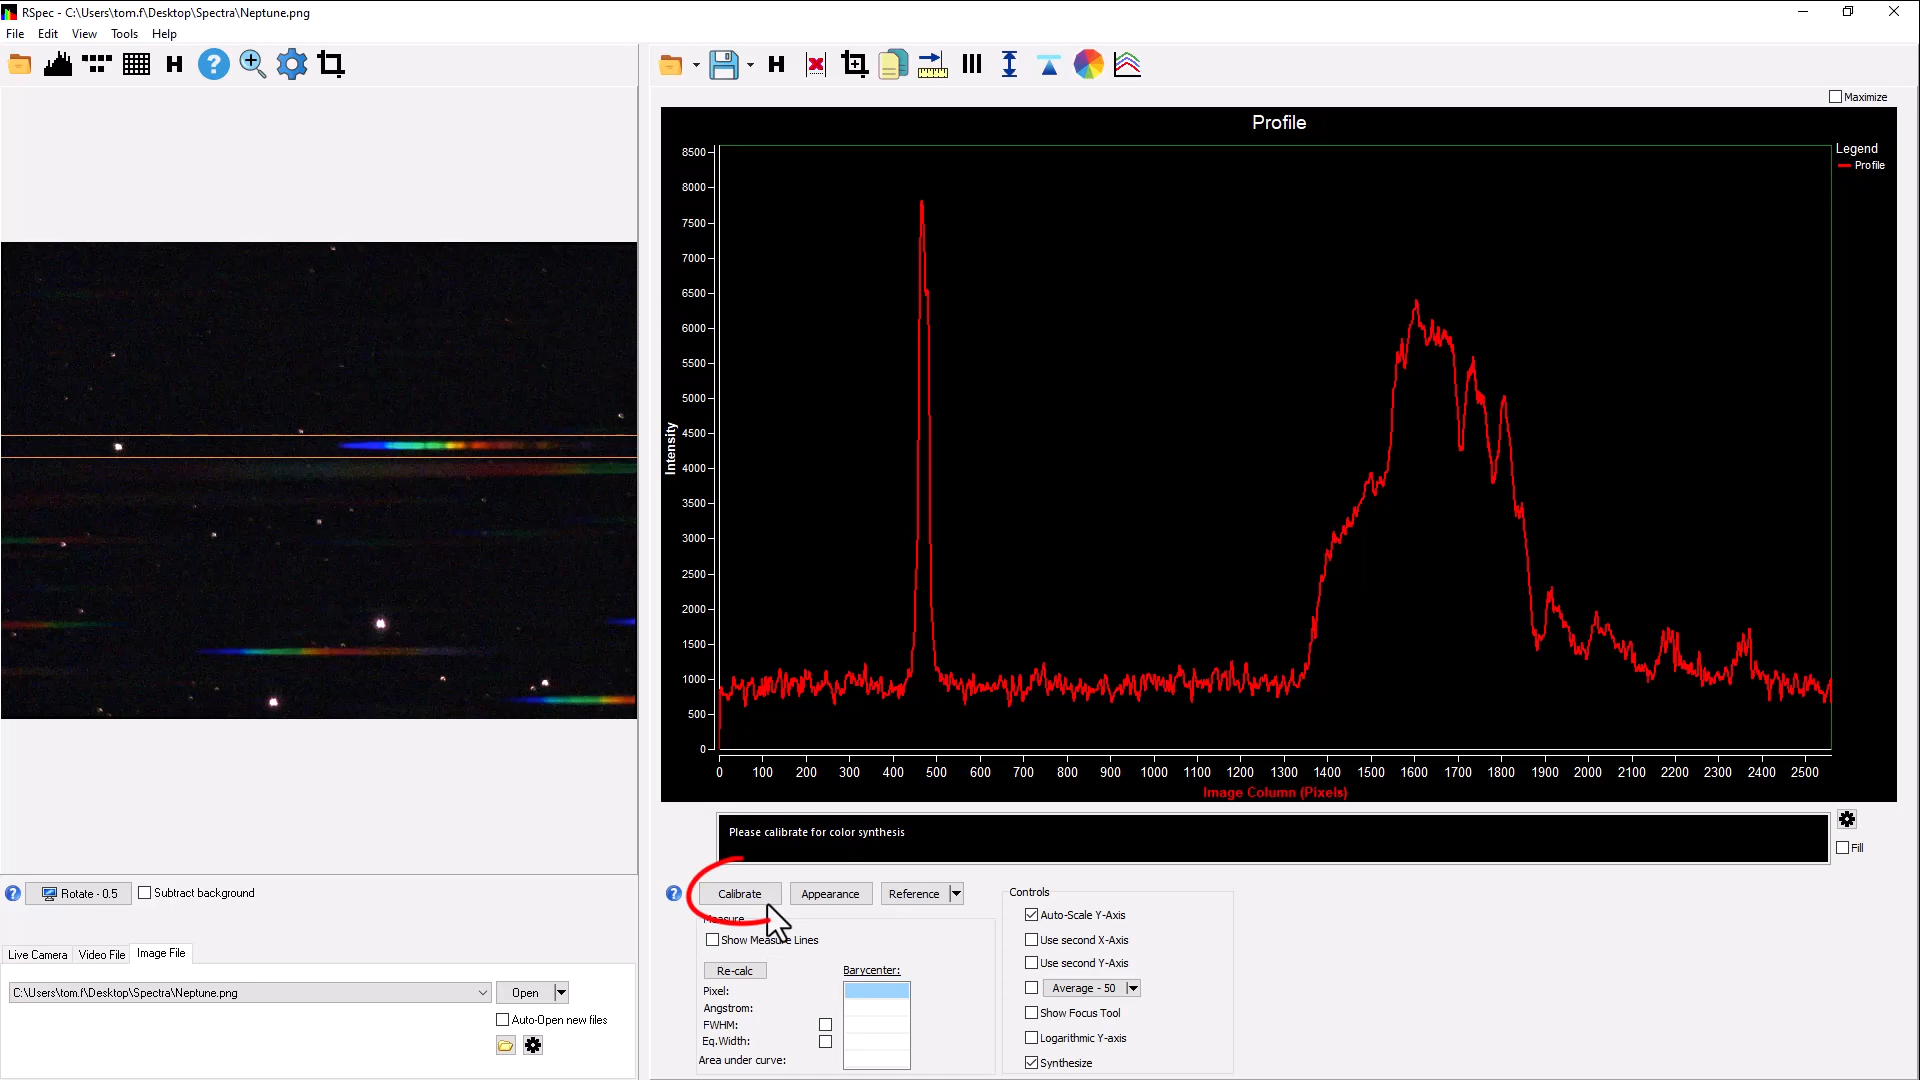 RSpec - C:\Users\tom.f\Desktop\Spectra\Neptune.png
File Edit View Tools Help
H ?
H
Maximize
Profile
Legend
Profile
8500
8000
7500
7000
6500
6000
5500
5000
4500
4000
3500
3000
2500
2000
1500
1000
500
0
Intensity
0 100 200 300 400 500 600 700 800 900 1000 1100 1200 1300 1400 1500 1600 1700 1800 1900 2000 2100 2200 2300 2400 2500
Image Column (Pixels)
Please calibrate for color synthesis
Fill
? Rotate - 0.5 Subtract background
? Calibrate Appearance Reference
Measure
Show Measure Lines
Re-calc
Barycenter:
Pixel:
Angstrom:
FWHM:
Eq.Width:
Area under curve:
Controls
Auto-Scale Y-Axis
Use second X-Axis
Use second Y-Axis
Average - 50
Show Focus Tool
Logarithmic Y-axis
Synthesize
Live Camera Video File Image File
C:\Users\tom.f\Desktop\Spectra\Neptune.png Open
Auto-Open new files